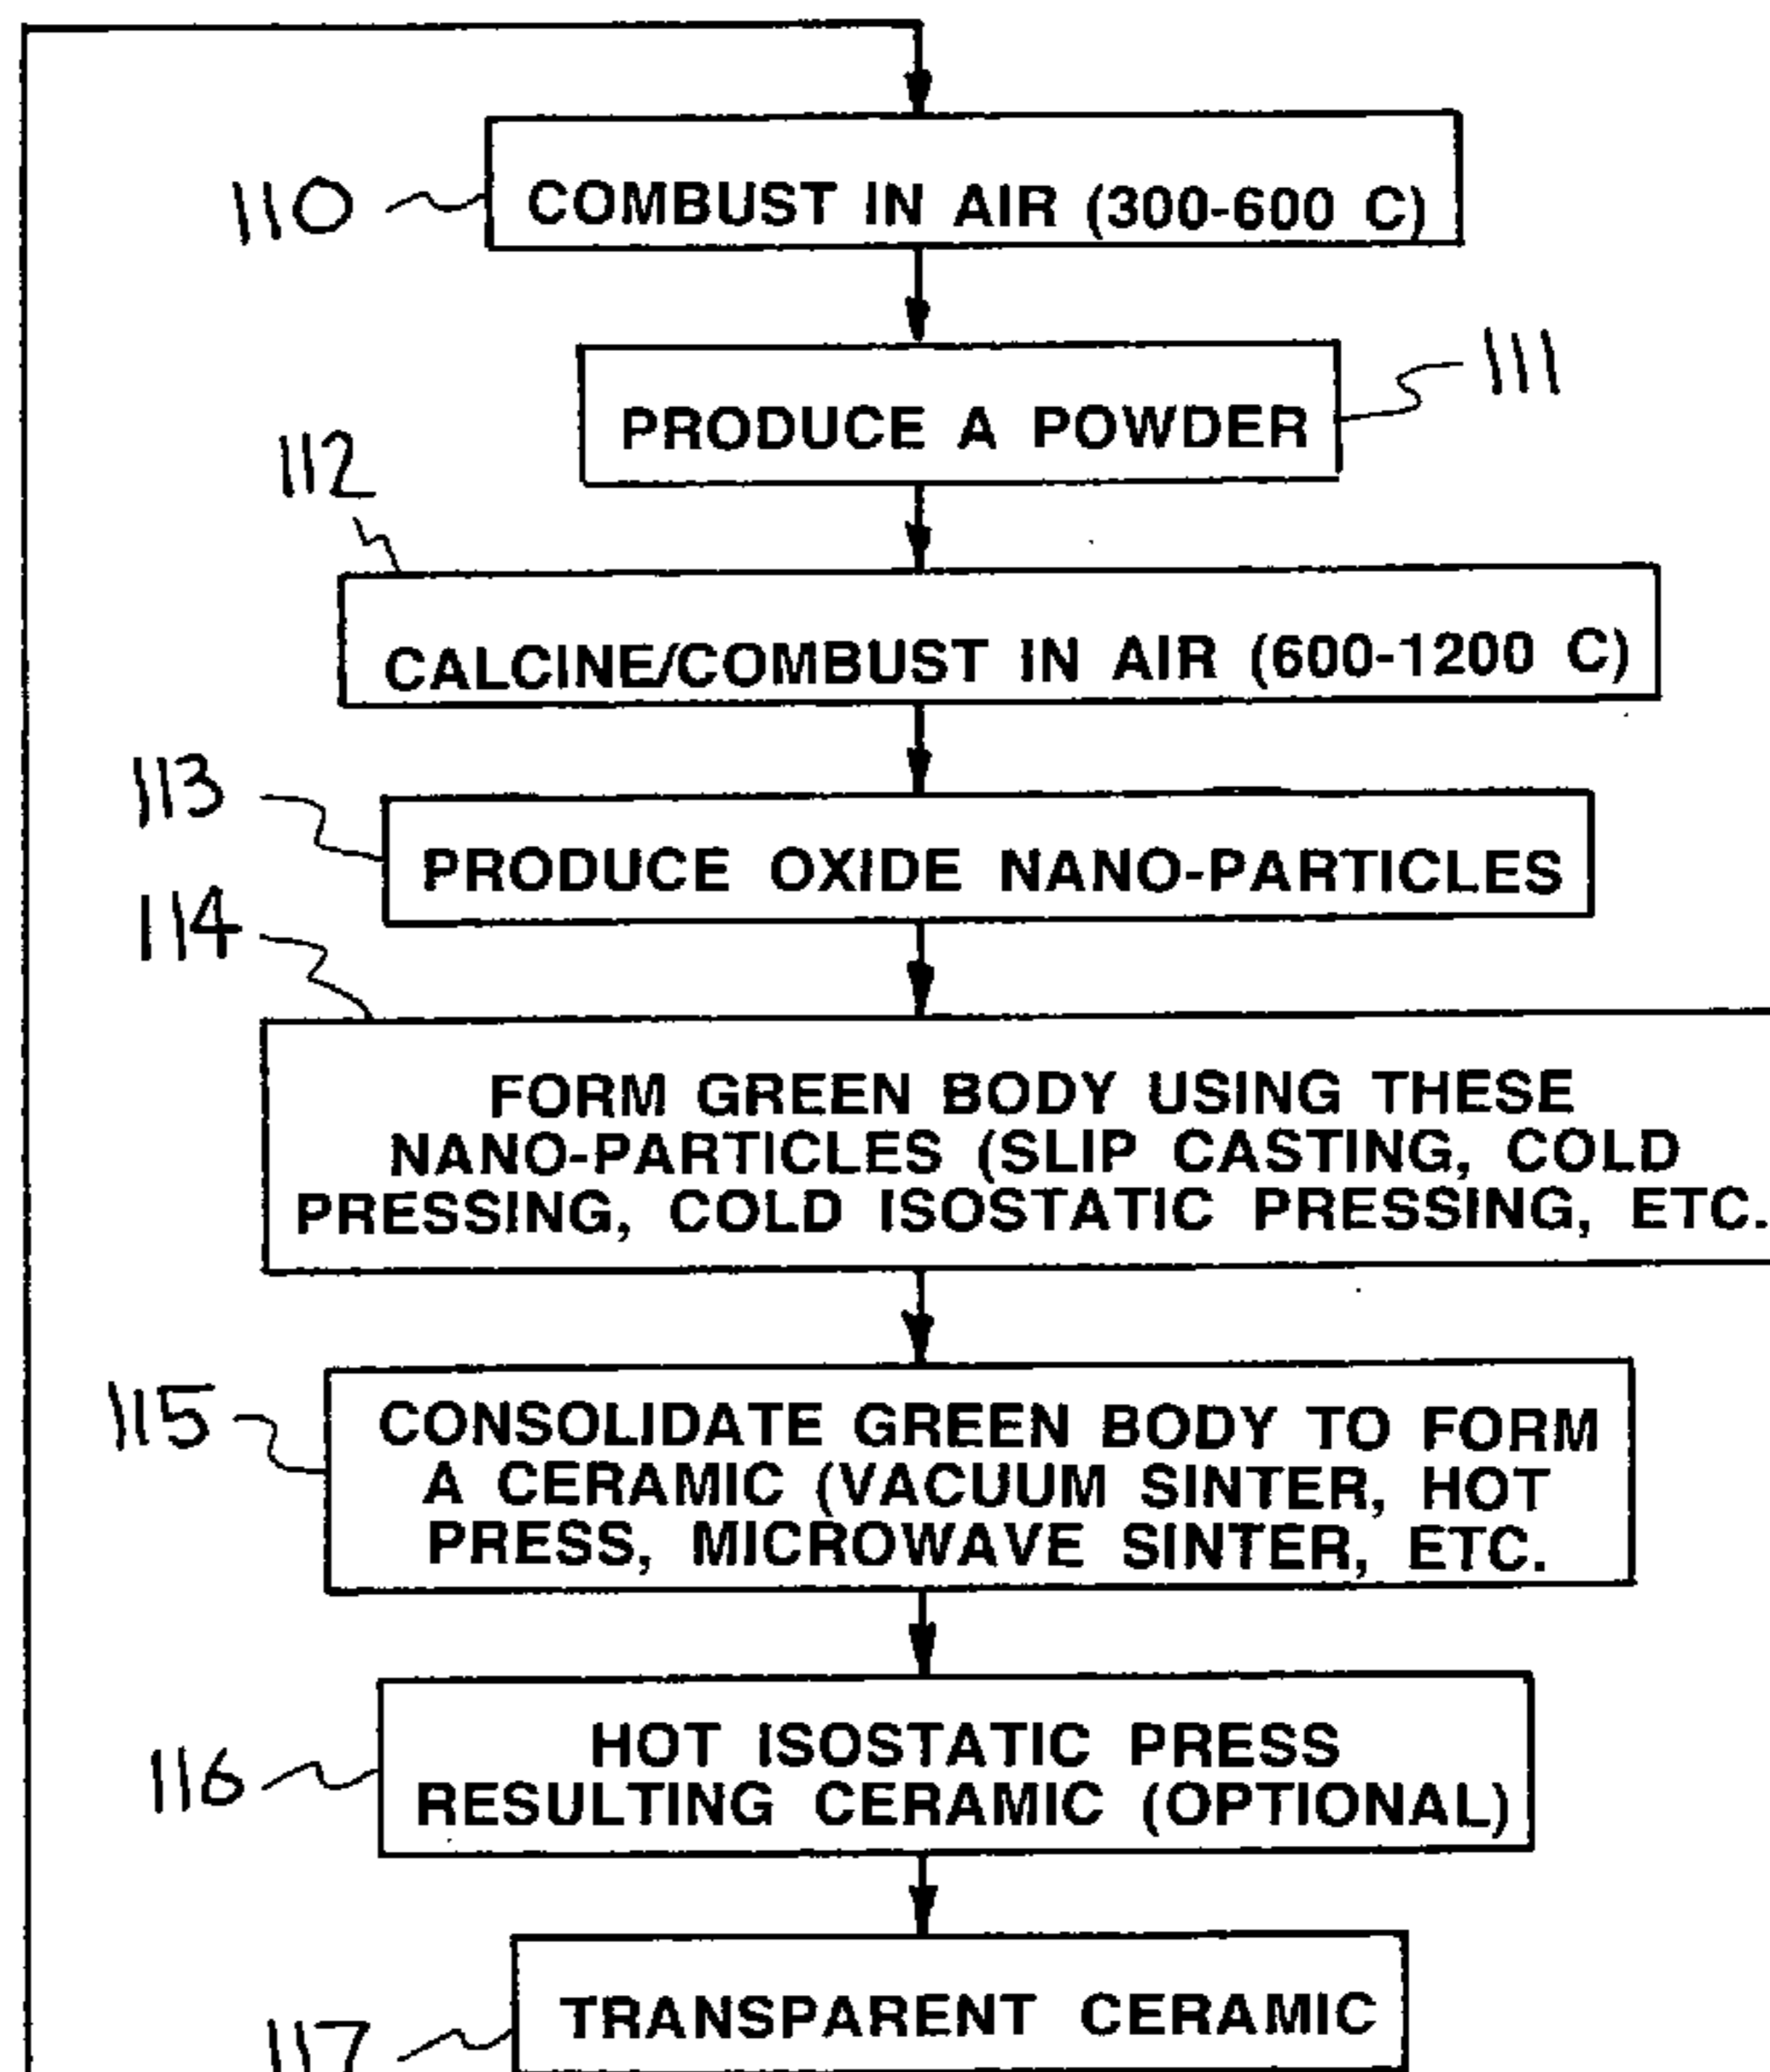 110
COMBUST IN AIR (300-600 C)
111
PRODUCE A POWDER
112
CALCINE/COMBUST IN AIR (600-1200 C)
113
PRODUCE OXIDE NANO-PARTICLES
114
FORM GREEN BODY USING THESE
NANO-PARTICLES (SLIP CASTING, COLD
PRESSING, COLD ISOSTATIC PRESSING, ETC.
115
CONSOLIDATE GREEN BODY TO FORM
A CERAMIC (VACUUM SINTER, HOT
PRESS, MICROWAVE SINTER, ETC.
116
HOT ISOSTATIC PRESS
RESULTING CERAMIC (OPTIONAL)
117
TRANSPARENT CERAMIC